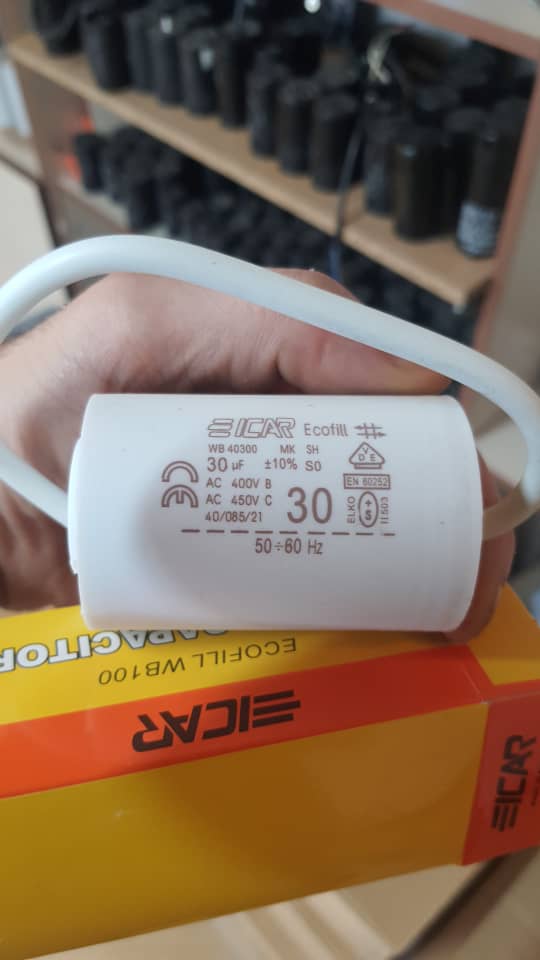 ICAR Ecofill
WB 40300 MK SH
30 µF ±10% S0
AC 400V B
AC 450V C
40/085/21
30
VDE
EN 60252
ELKO
+S
50÷60 Hz
CAPACITOR
ECOFILL WB100
ICAR
ICAR